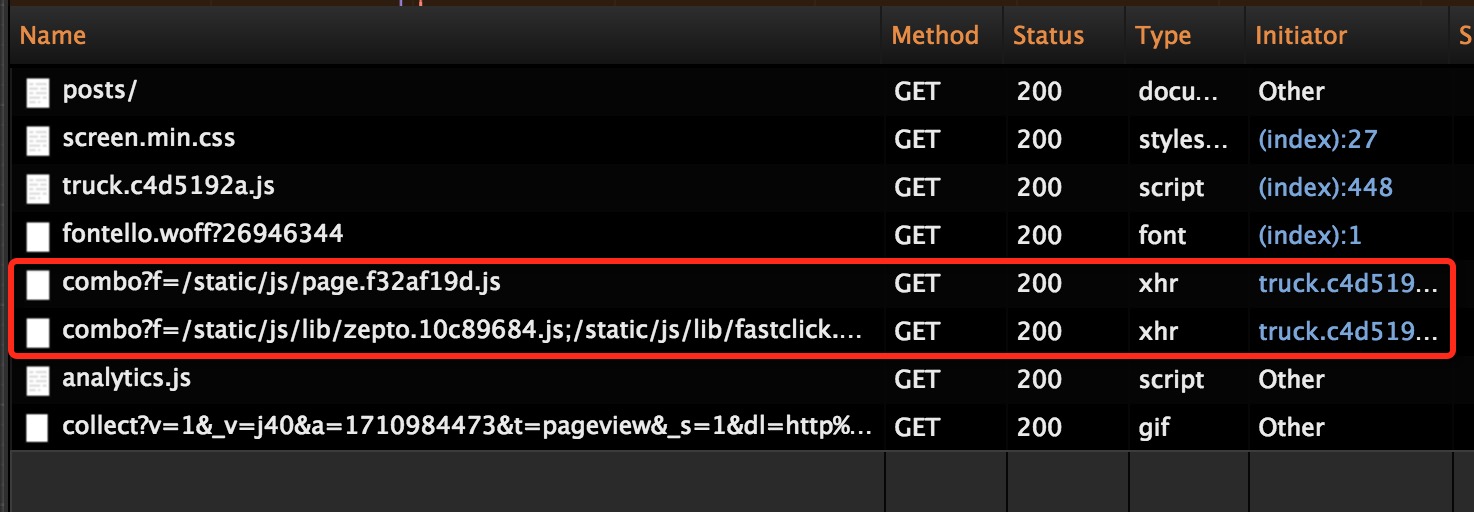 Name Method Status Type Initiator S
posts/ GET 200 docu... Other
screen.min.css GET 200 styles... (index):27
truck.c4d5192a.js GET 200 script (index):448
fontello.woff?26946344 GET 200 font (index):1
combo?f=/static/js/page.f32af19d.js GET 200 xhr truck.c4d519...
combo?f=/static/js/lib/zepto.10c89684.js;/static/js/lib/fastclick.... GET 200 xhr truck.c4d519...
analytics.js GET 200 script Other
collect?v=1&_v=j40&a=1710984473&t=pageview&_s=1&dl=http%... GET 200 gif Other